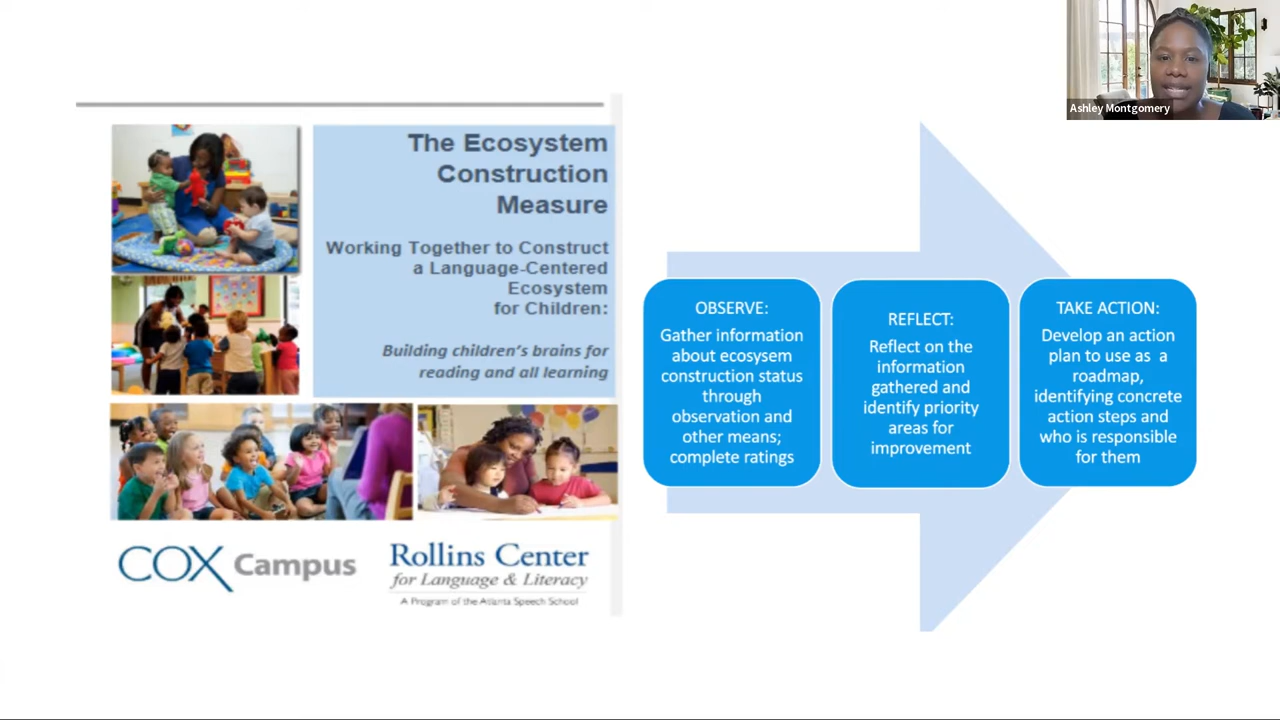 Ashley Montgomery
The Ecosystem
Construction
Measure
Working Together to Construct
a Language-Centered
Ecosystem
for Children:
Building children's brains for
reading and all learning
COX Campus
Rollins Center
for Language & Literacy
A Program of the Atlanta Speech School
OBSERVE:
Gather information
about ecosysem
construction status
through
observation and
other means;
complete ratings
REFLECT:
Reflect on the
information
gathered and
identify priority
areas for
improvement
TAKE ACTION:
Develop an action
plan to use as a
roadmap,
identifying concrete
action steps and
who is responsible
for them